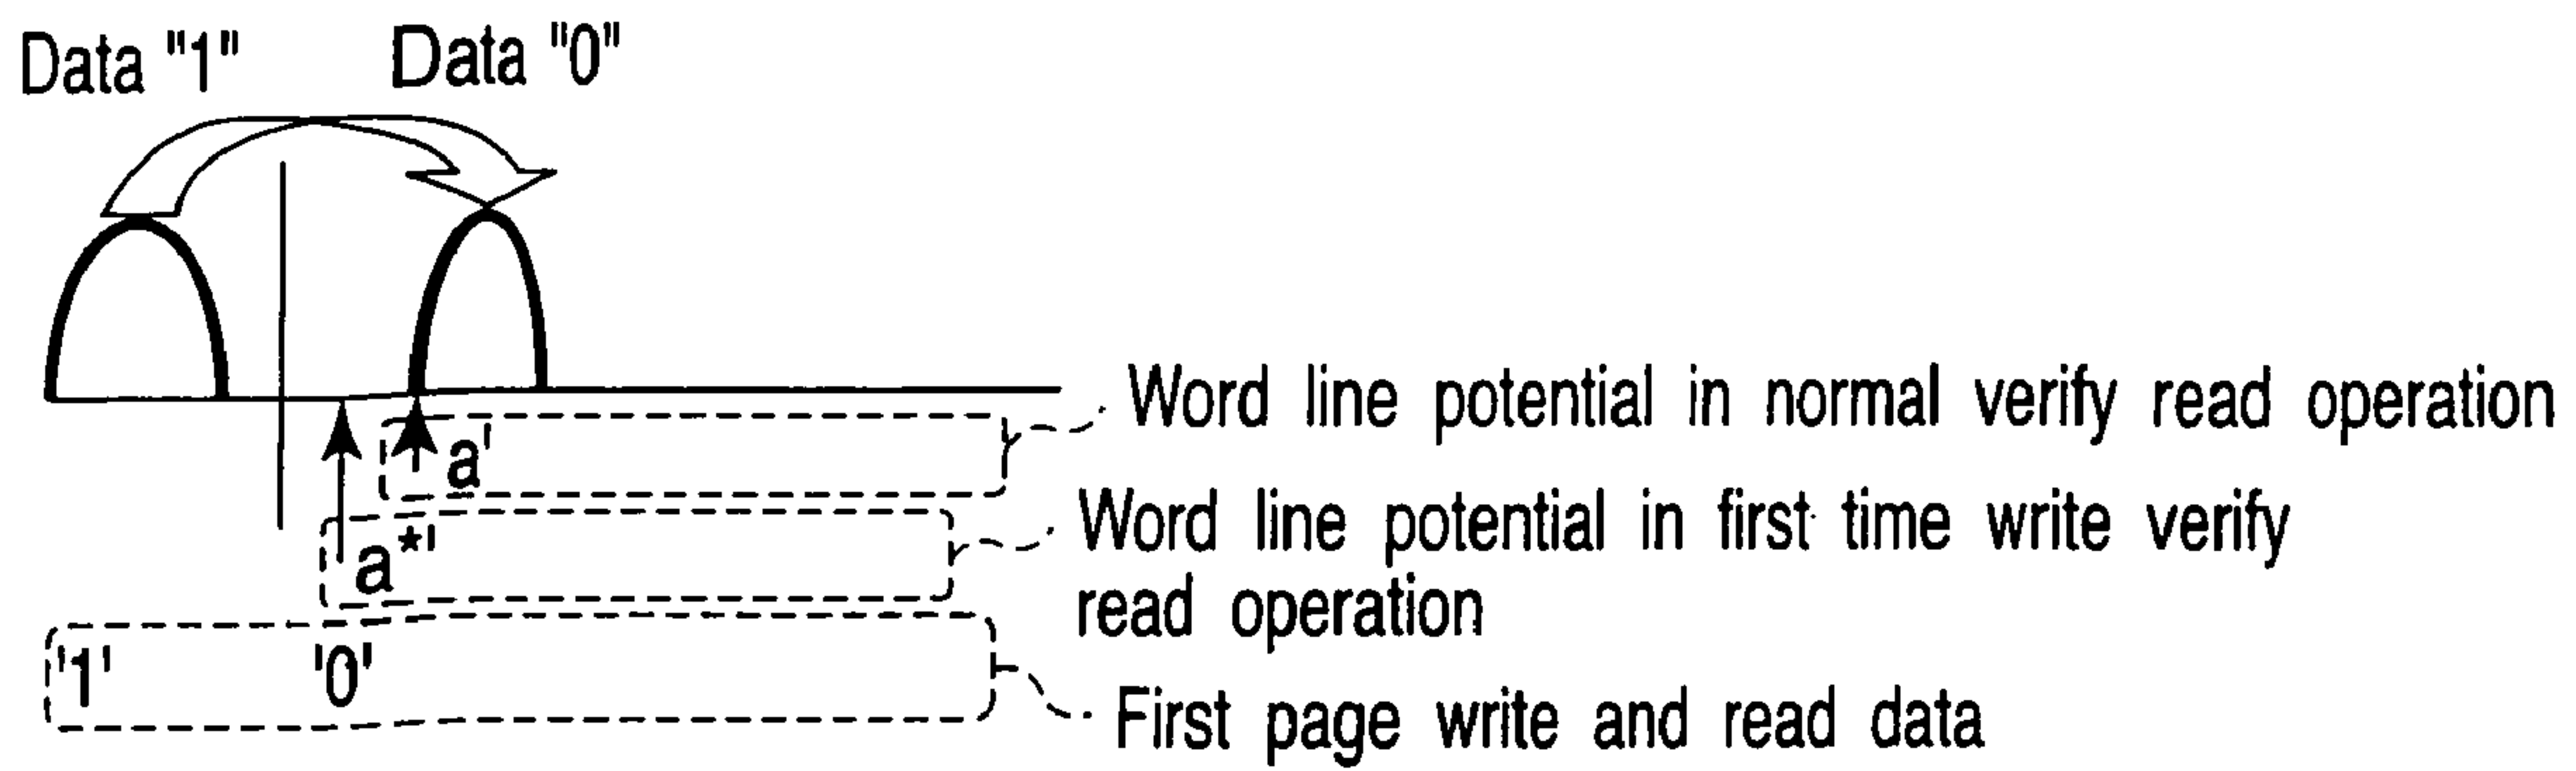 Data "1" Data "0"
Word line potential in normal verify read operation
a'
Word line potential in first time write verify
a*'
read operation
'1' '0'
First page write and read data